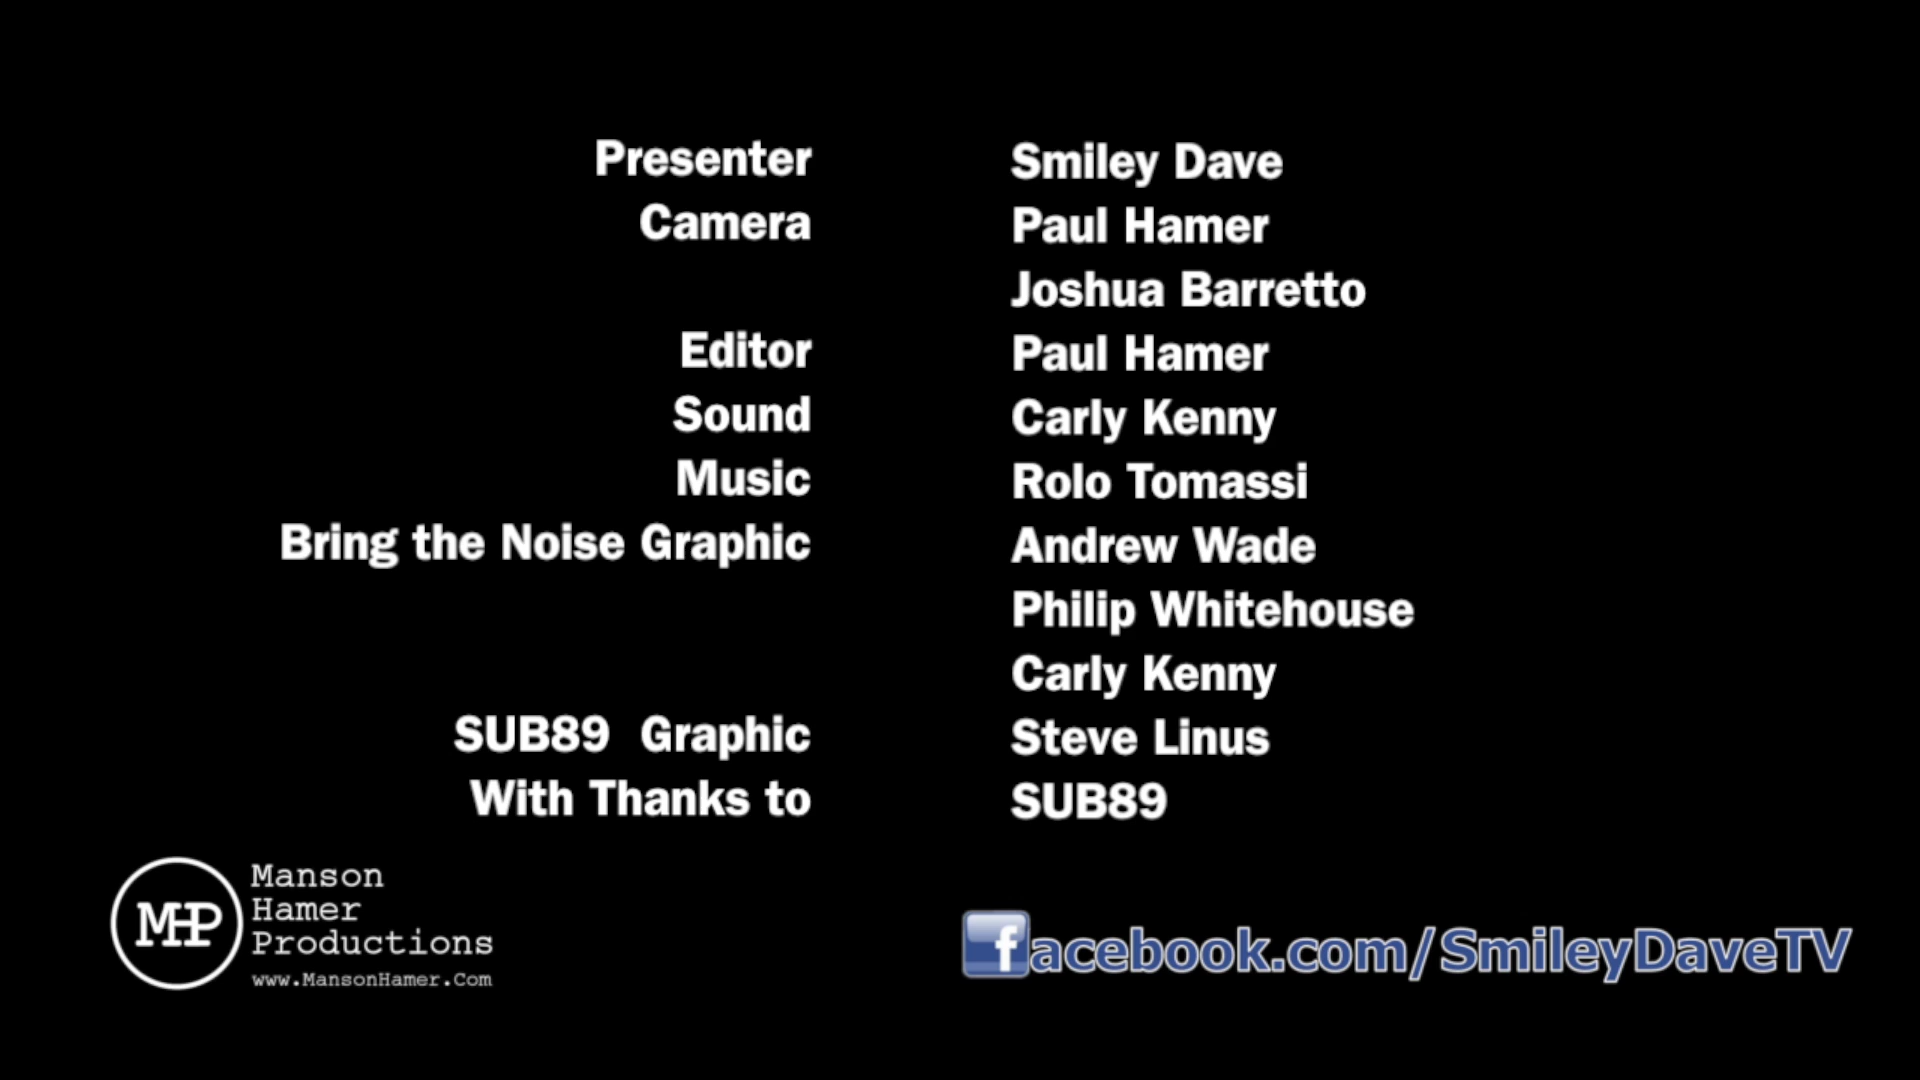 Presenter Smiley Dave
Camera Paul Hamer
Joshua Barretto
Editor Paul Hamer
Sound Carly Kenny
Music Rolo Tomassi
Bring the Noise Graphic Andrew Wade
Philip Whitehouse
Carly Kenny
SUB89 Graphic Steve Linus
With Thanks to SUB89
MHP
Manson
Hamer
Productions
www.MansonHamer.Com
facebook.com/SmileyDaveTV